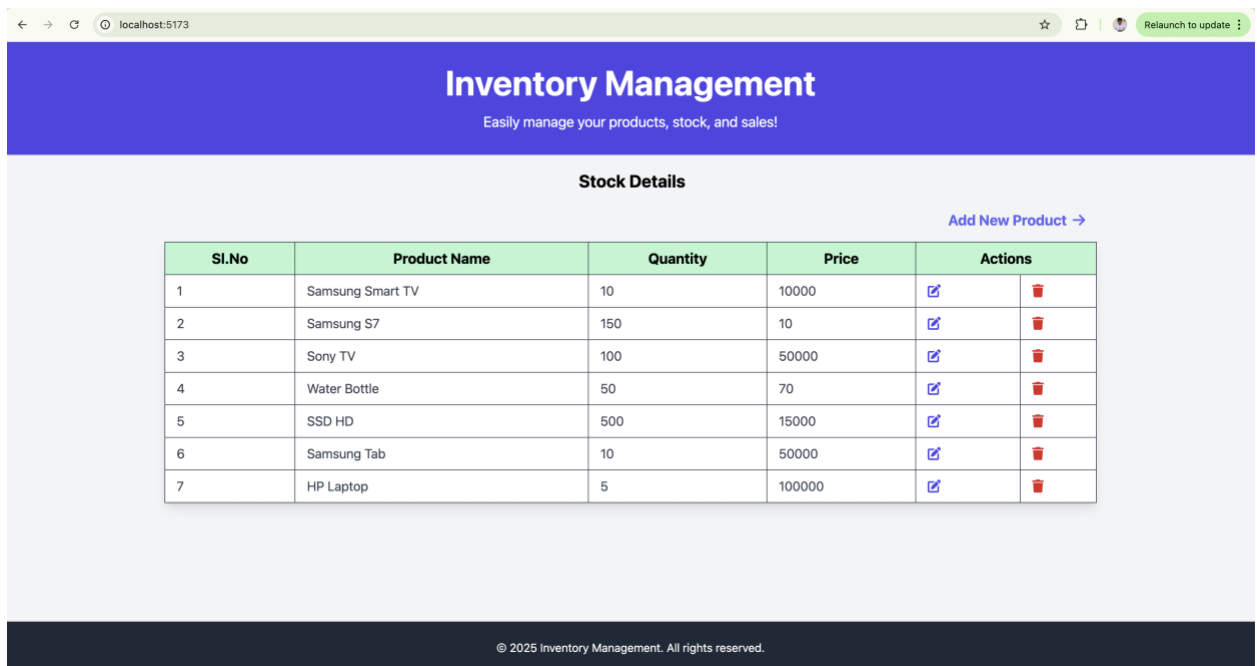 localhost:5173
Relaunch to update
Inventory Management
Easily manage your products, stock, and sales!
Stock Details
Add New Product →
Sl.No Product Name Quantity Price Actions
1 Samsung Smart TV 10 10000
2 Samsung S7 150 10
3 Sony TV 100 50000
4 Water Bottle 50 70
5 SSD HD 500 15000
6 Samsung Tab 10 50000
7 HP Laptop 5 100000
© 2025 Inventory Management. All rights reserved.